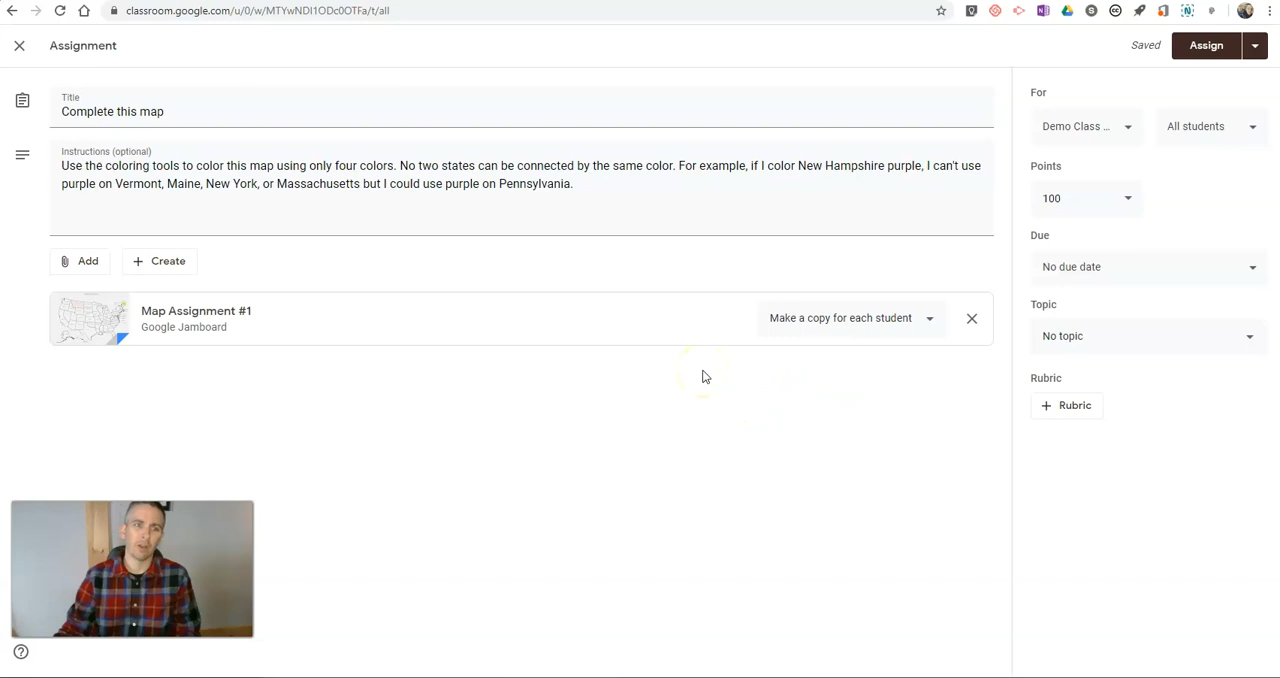 classroom.google.com/u/0/w/MTYwNDI1ODc0OTFa/t/all
Assignment
Saved
Assign
Title
Complete this map
Instructions (optional)
Use the coloring tools to color this map using only four colors. No two states can be connected by the same color. For example, if I color New Hampshire purple, I can't use
purple on Vermont, Maine, New York, or Massachusetts but I could use purple on Pennsylvania.
Add
Create
Map Assignment #1
Google Jamboard
Make a copy for each student
For
Demo Class ...
All students
Points
100
Due
No due date
Topic
No topic
Rubric
Rubric